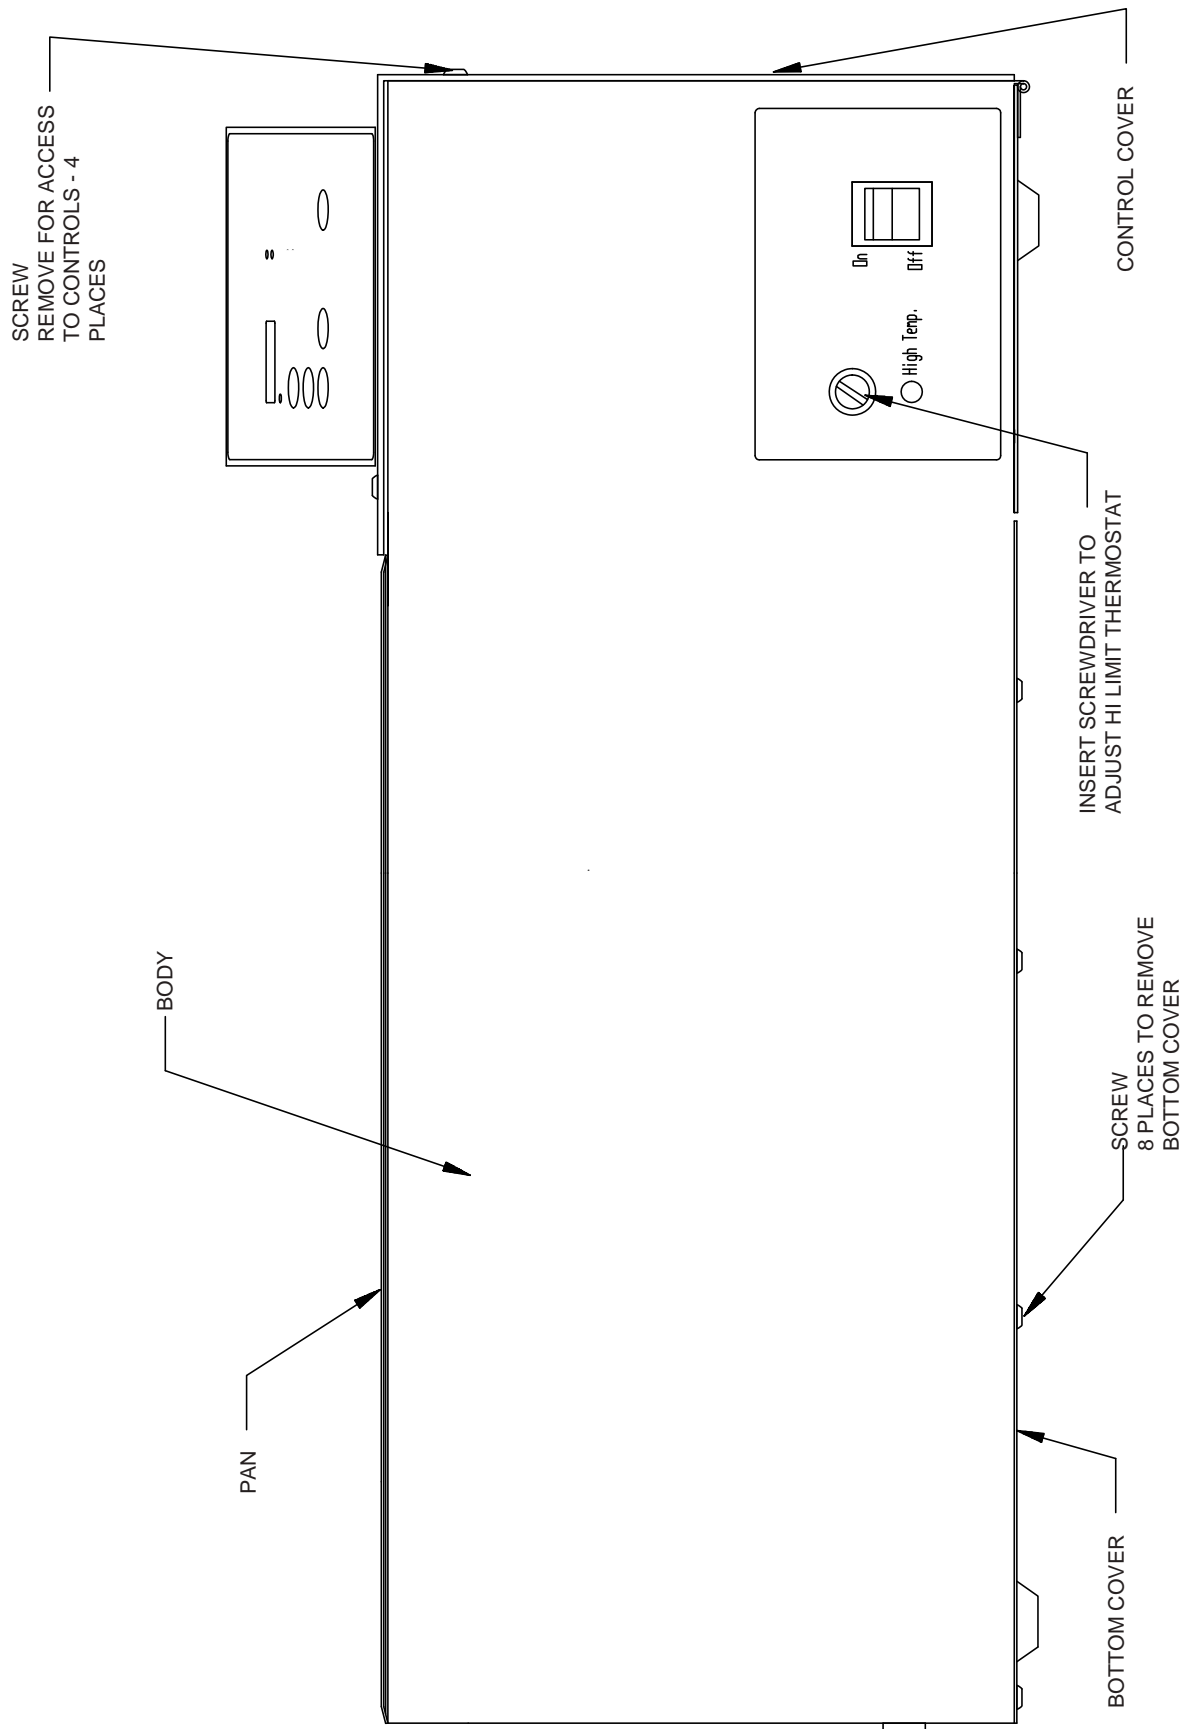 SCREW
REMOVE FOR ACCESS
TO CONTROLS - 4
PLACES
BODY
PAN
On
Off
High Temp.
CONTROL COVER
INSERT SCREWDRIVER TO
ADJUST HI LIMIT THERMOSTAT
SCREW
8 PLACES TO REMOVE
BOTTOM COVER
BOTTOM COVER